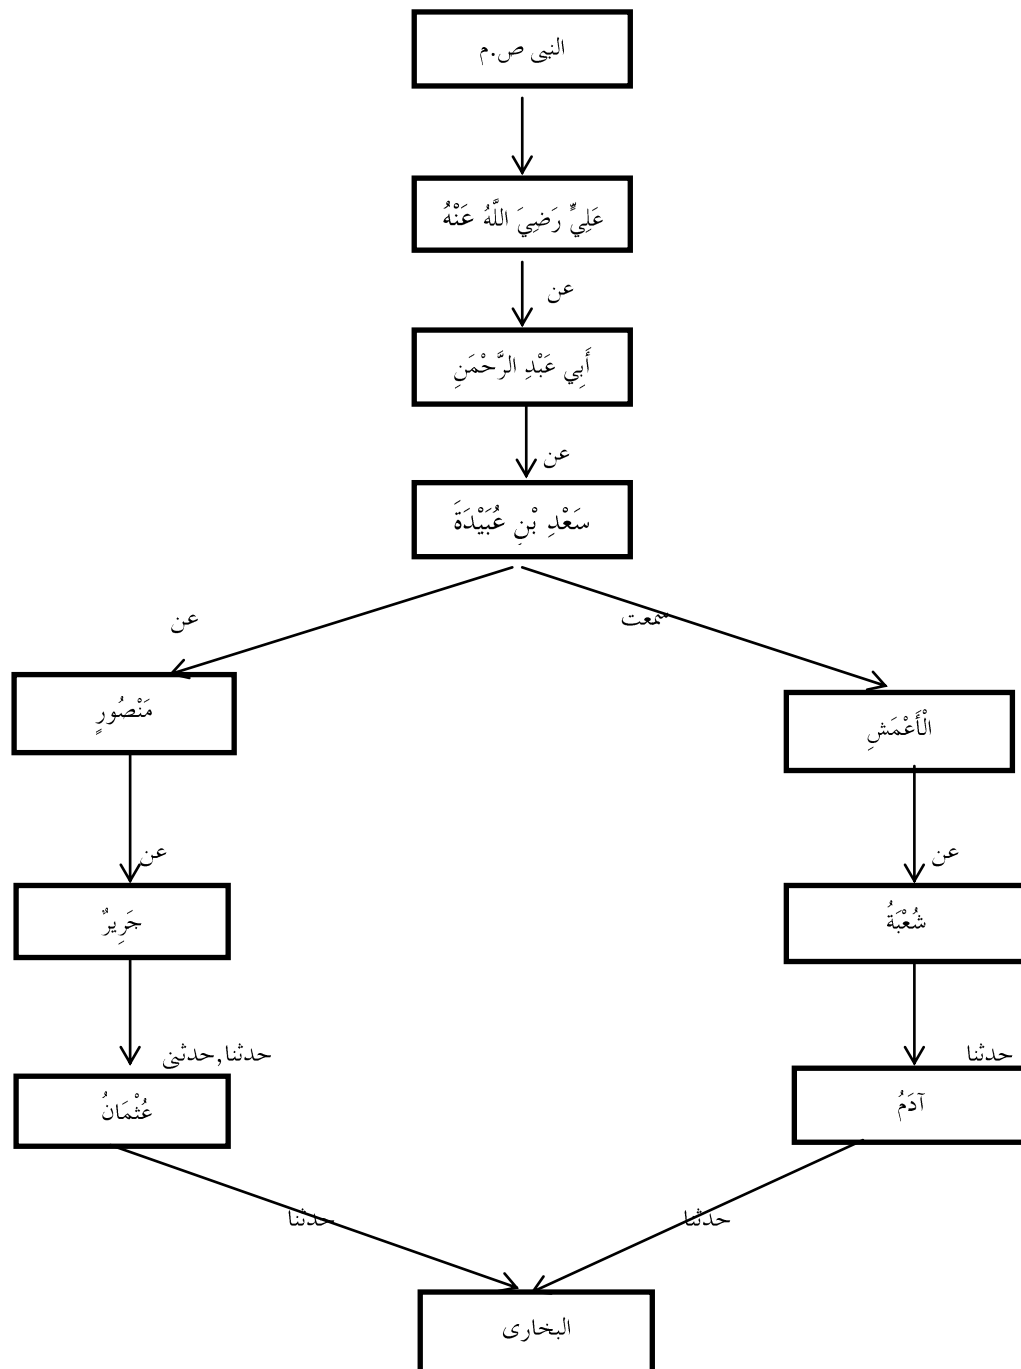 النبى ص.م
عَلِيٍّ رَضِيَ اللَّهُ عَنْهُ
عن
أَبِي عَبْدِ الرَّحْمَنِ
عن
سَعْدِ بْنِ عُبَيْدَةَ
سمعت
عن
الْأَعْمَشِ
مَنْصُورٍ
عن
عن
شُعْبَةُ
جَرِيرٌ
حدثنا
حدثنا,حدثنى
آدَمُ
عُثْمَانُ
حدثنا
حدثنا
البخارى